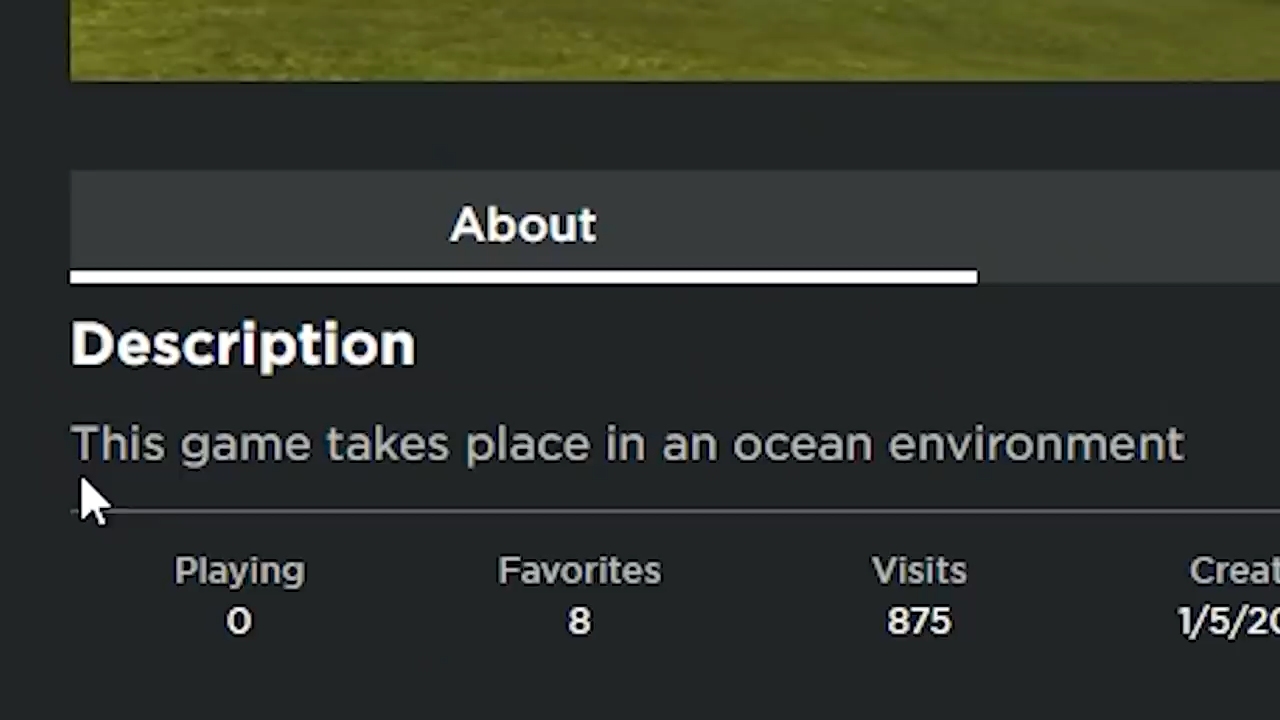 About
Description
This game takes place in an ocean environment
Playing Favorites Visits
0 8 875